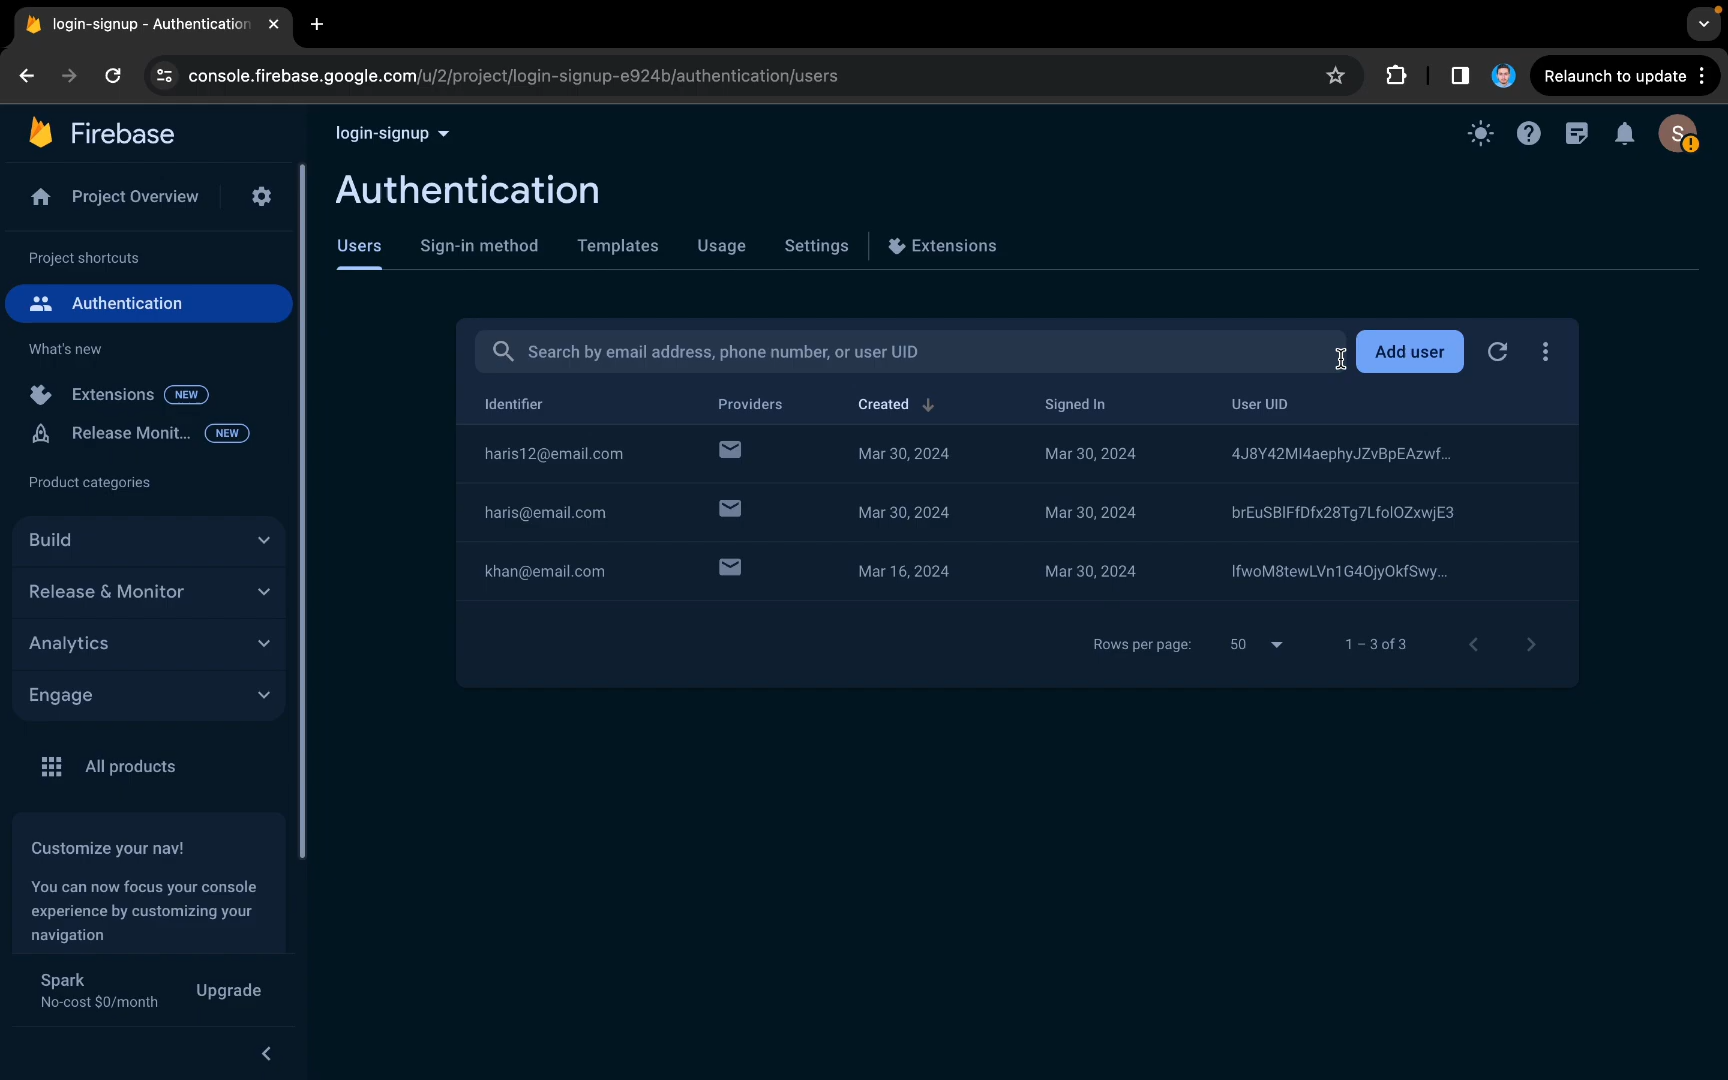 login-signup - Authentication
console.firebase.google.com/u/2/project/login-signup-e924b/authentication/users
Relaunch to update
Firebase
login-signup
S
Project Overview
Authentication
Users Sign-in method Templates Usage Settings Extensions
Project shortcuts
Authentication
What's new
Extensions NEW
Release Monit... NEW
Product categories
Build
Release & Monitor
Analytics
Engage
All products
Customize your nav!
You can now focus your console
experience by customizing your
navigation
Spark
No-cost $0/month
Upgrade
Search by email address, phone number, or user UID
Add user
Identifier Providers Created Signed In User UID
haris12@email.com Mar 30, 2024 Mar 30, 2024 4J8Y42MI4aephyJZvBpEAzwf...
haris@email.com Mar 30, 2024 Mar 30, 2024 brEuSBIFfDfx28Tg7LfolOZxwjE3
khan@email.com Mar 16, 2024 Mar 30, 2024 IfwoM8tewLVn1G4OjyOkfSwy...
Rows per page: 50 1 – 3 of 3